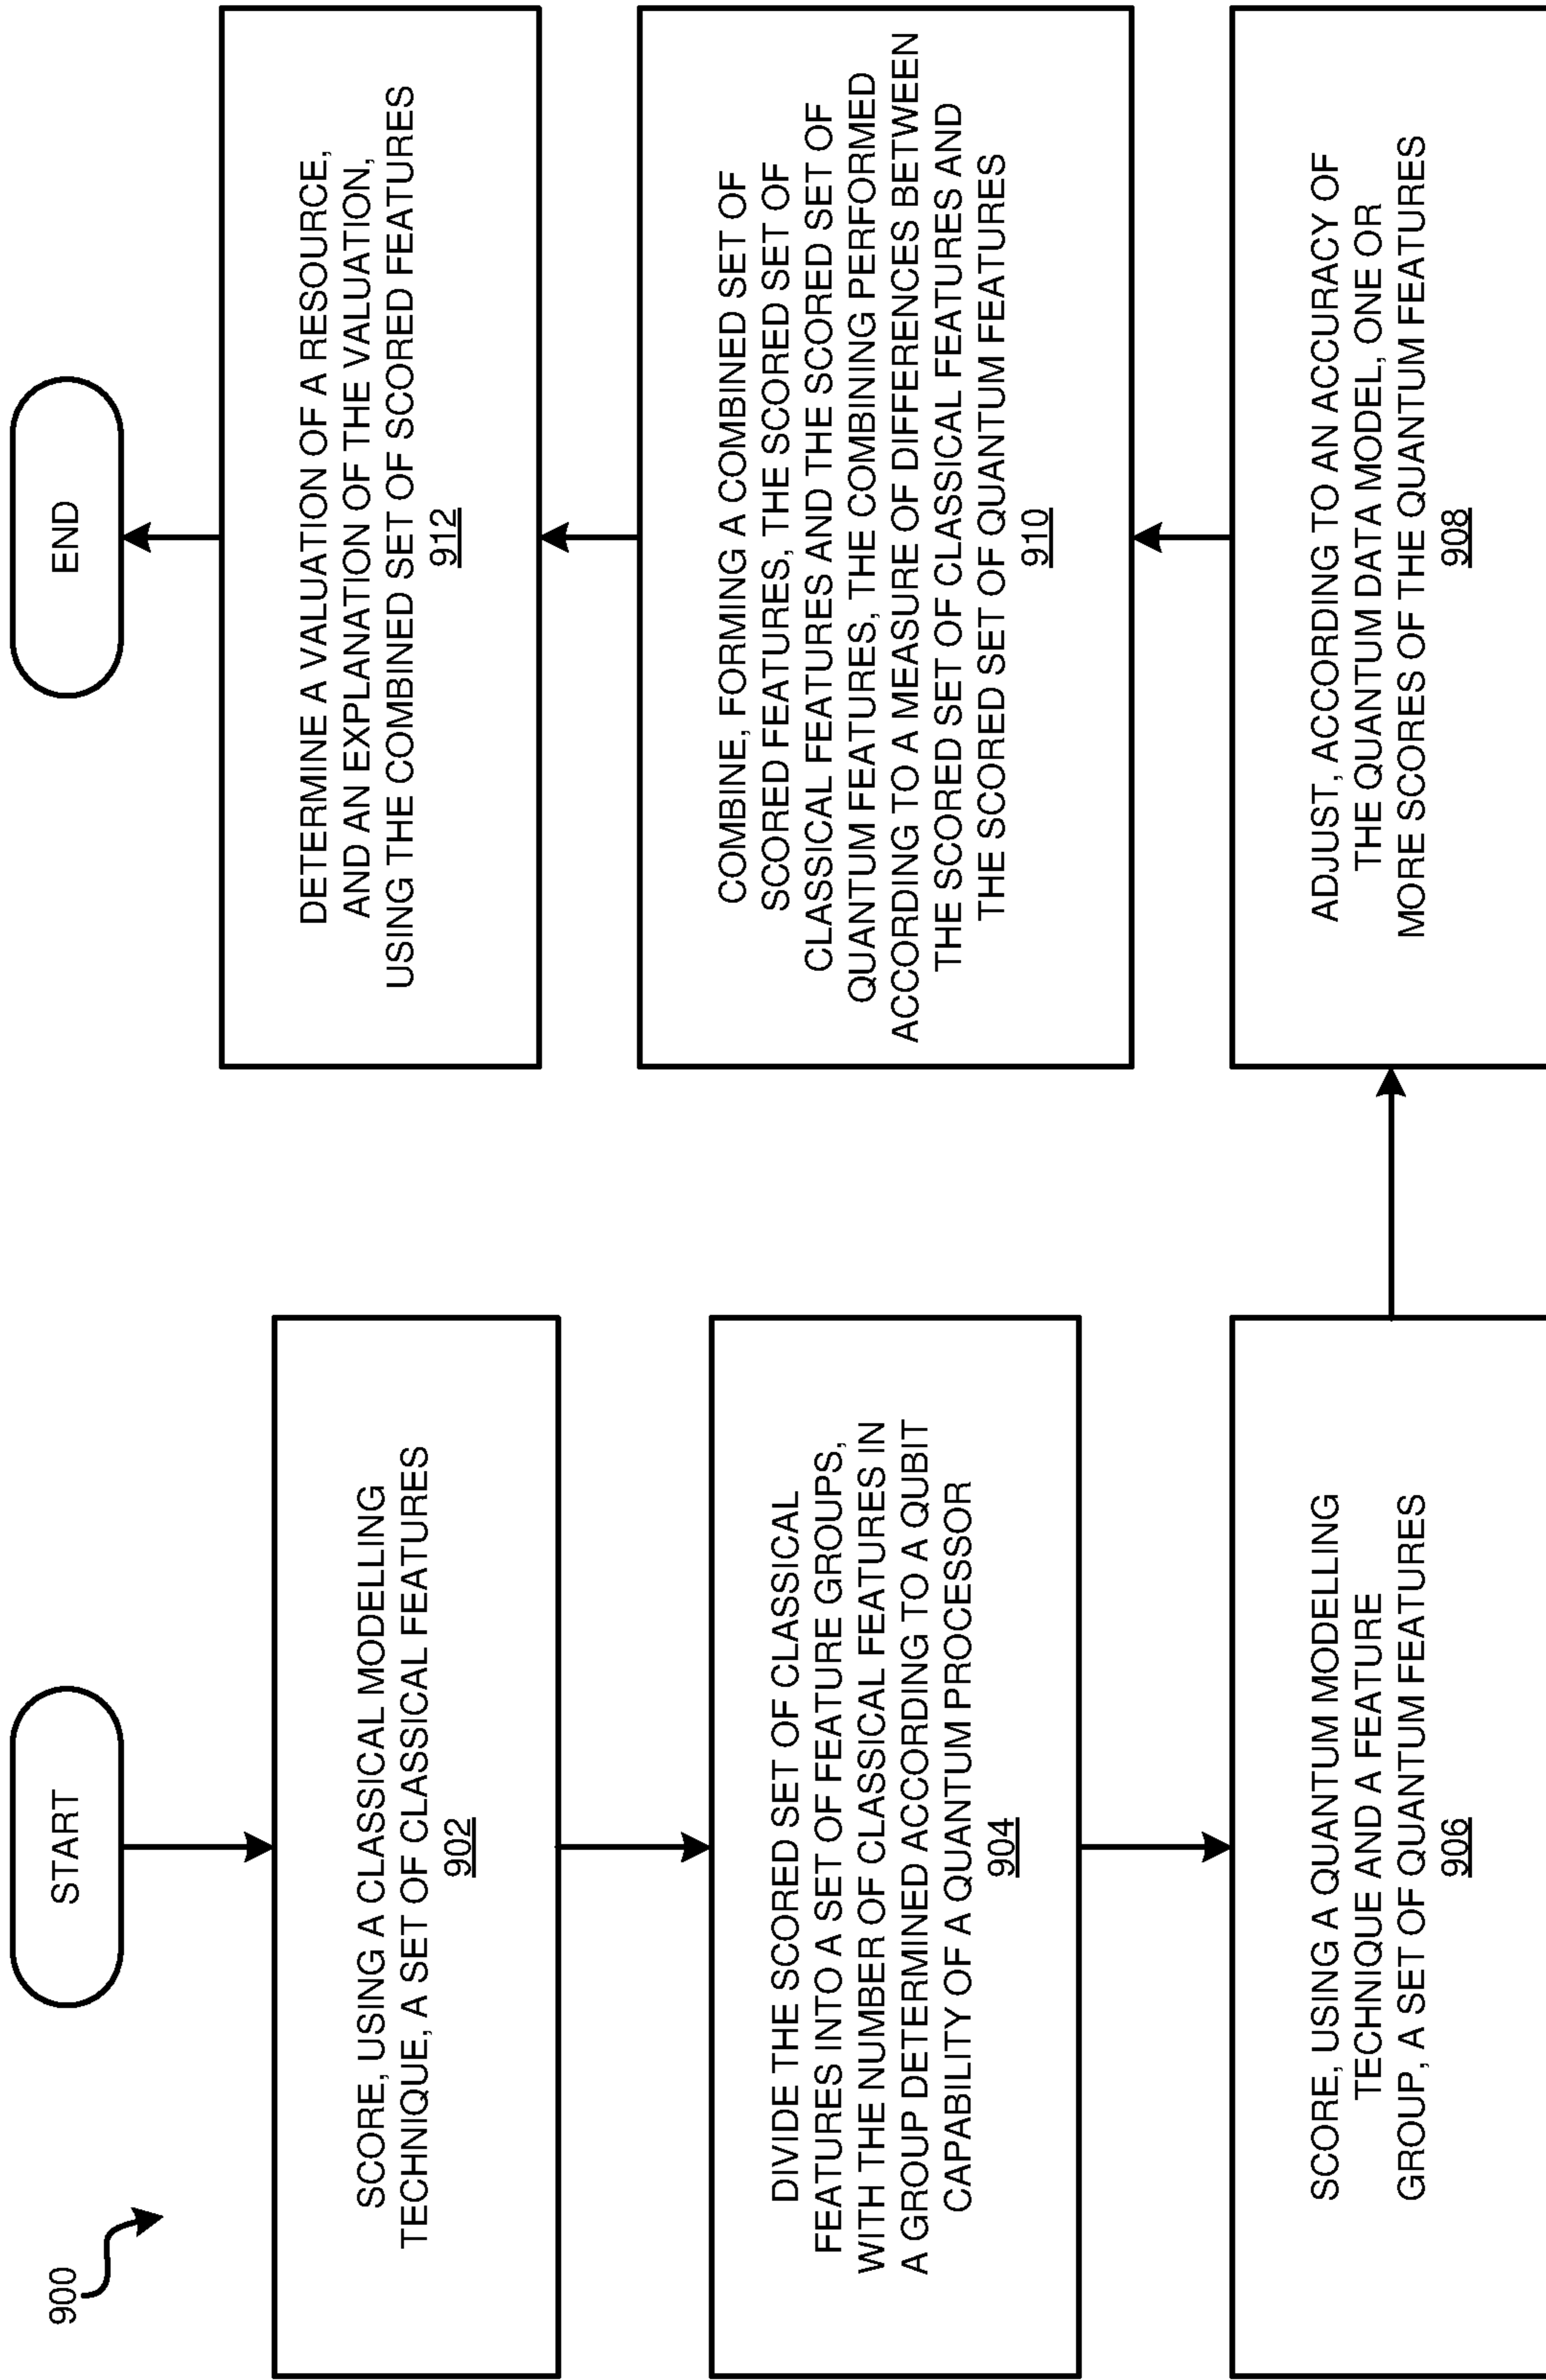 900
START
SCORE, USING A CLASSICAL MODELLING
TECHNIQUE, A SET OF CLASSICAL FEATURES
902
DIVIDE THE SCORED SET OF CLASSICAL
FEATURES INTO A SET OF FEATURE GROUPS,
WITH THE NUMBER OF CLASSICAL FEATURES IN
A GROUP DETERMINED ACCORDING TO A QUBIT
CAPABILITY OF A QUANTUM PROCESSOR
904
SCORE, USING A QUANTUM MODELLING
TECHNIQUE AND A FEATURE
GROUP, A SET OF QUANTUM FEATURES
906
ADJUST, ACCORDING TO AN ACCURACY OF
THE QUANTUM DATA MODEL, ONE OR
MORE SCORES OF THE QUANTUM FEATURES
908
COMBINE, FORMING A COMBINED SET OF
SCORED FEATURES, THE SCORED SET OF
CLASSICAL FEATURES AND THE SCORED SET OF
QUANTUM FEATURES, THE COMBINING PERFORMED
ACCORDING TO A MEASURE OF DIFFERENCES BETWEEN
THE SCORED SET OF CLASSICAL FEATURES AND
THE SCORED SET OF QUANTUM FEATURES
910
DETERMINE A VALUATION OF A RESOURCE,
AND AN EXPLANATION OF THE VALUATION,
USING THE COMBINED SET OF SCORED FEATURES
912
END